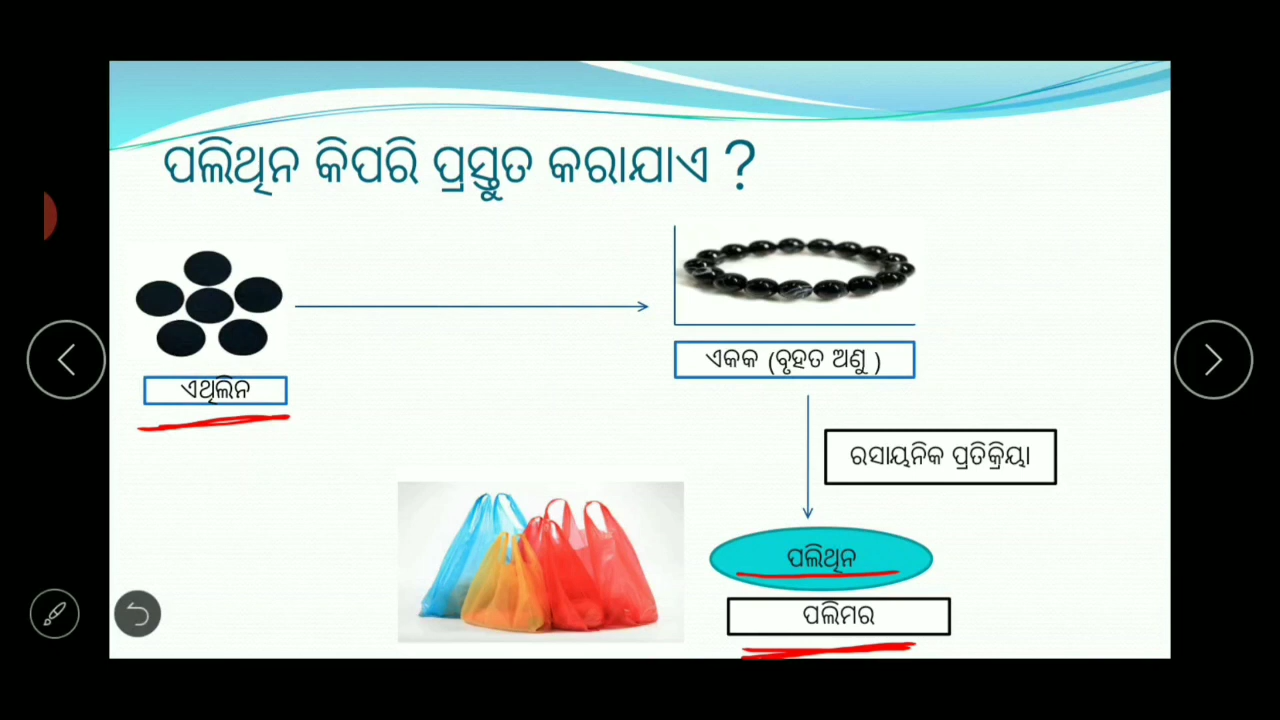 ପଲିଥିନ କିପରି ପ୍ରସ୍ତୁତ କରାଯାଏ ?
ଏଥିଲିନ
ଏକକ (ବୃହତ ଅଣୁ )
ରସାୟନିକ ପ୍ରତିକ୍ରିୟା
ପଲିଥିନ
ପଲିମର